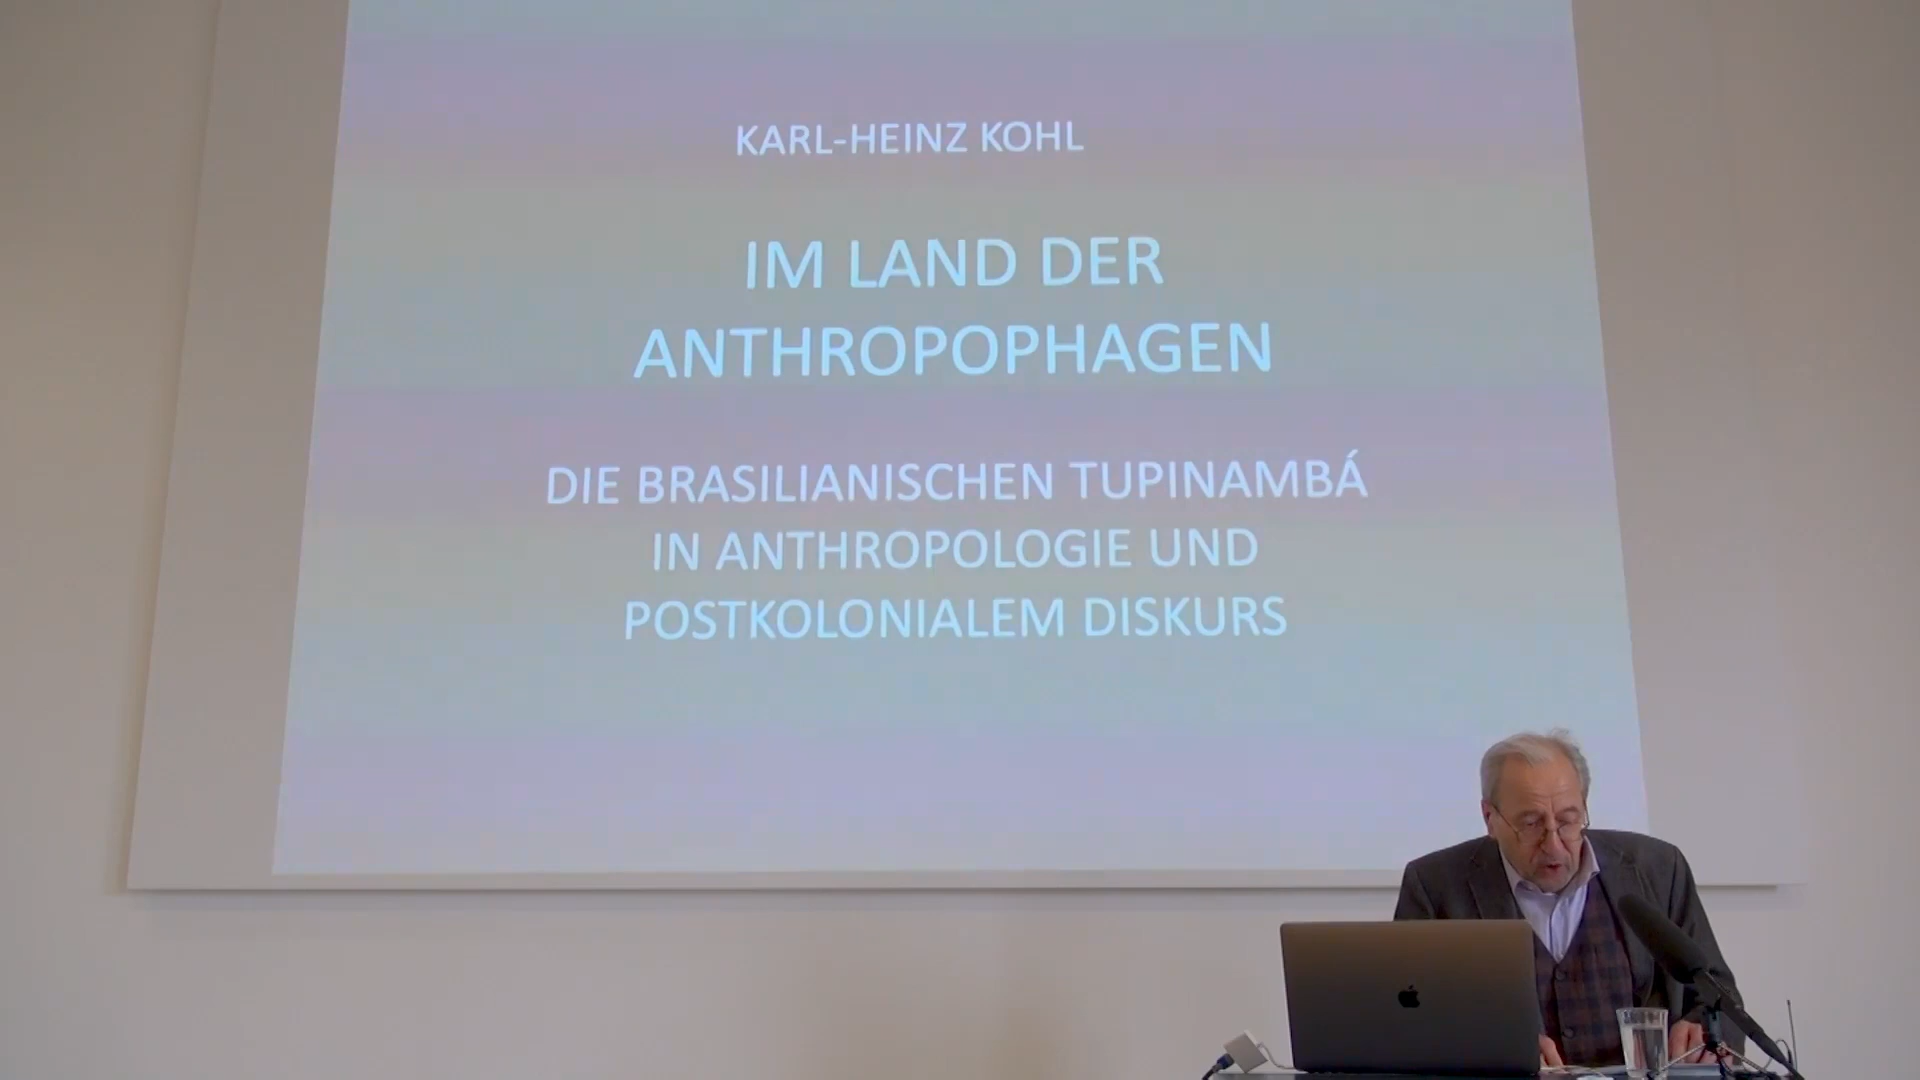 KARL-HEINZ KOHL
IM LAND DER
ANTHROPOPHAGEN
DIE BRASILIANISCHEN TUPINAMBÁ
IN ANTHROPOLOGIE UND
POSTKOLONIALEM DISKURS